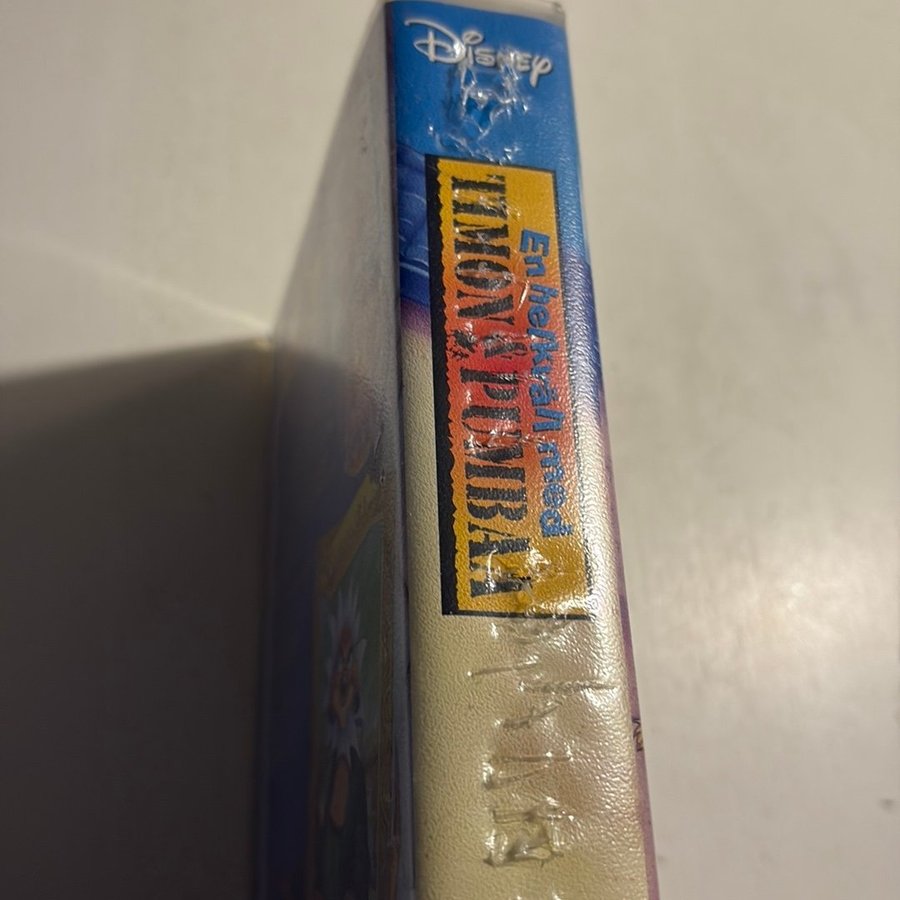 Disney
En helkväll med
TIMON & PUMBAA